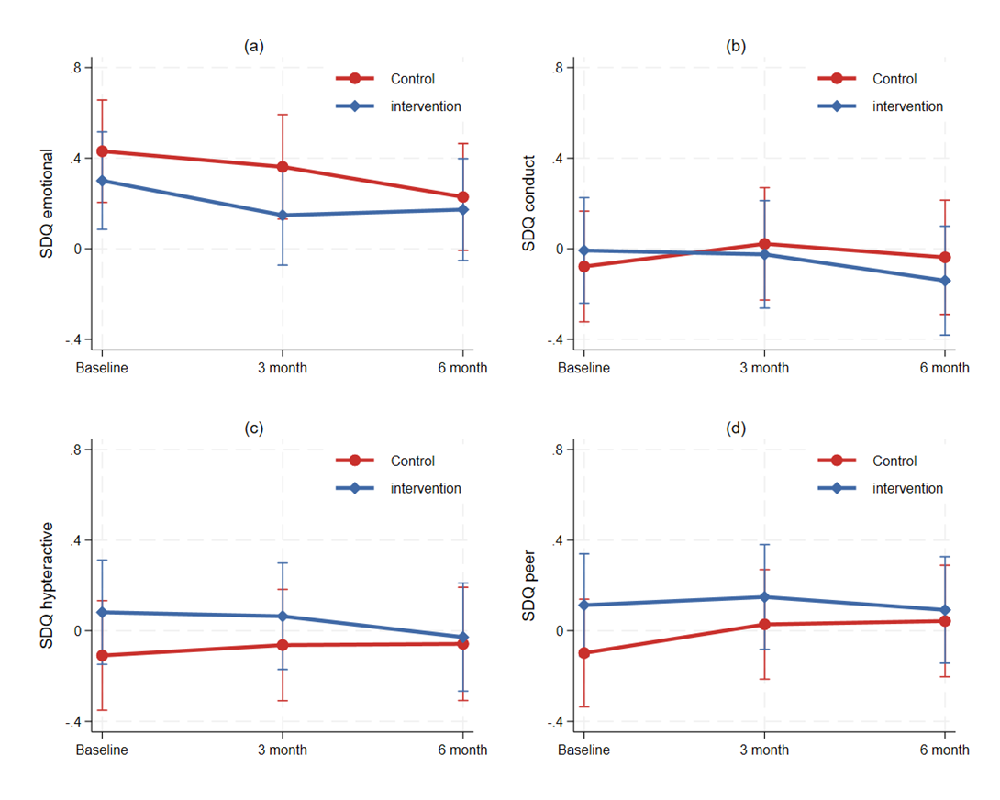 (a)
.8
.4
0
-.4
SDQ emotional
Control
intervention
Baseline
3 month
6 month
(b)
.8
.4
0
-.4
SDQ conduct
Control
intervention
Baseline
3 month
6 month
(c)
.8
.4
0
-.4
SDQ hypteractive
Control
intervention
Baseline
3 month
6 month
(d)
.8
.4
0
-.4
SDQ peer
Control
intervention
Baseline
3 month
6 month